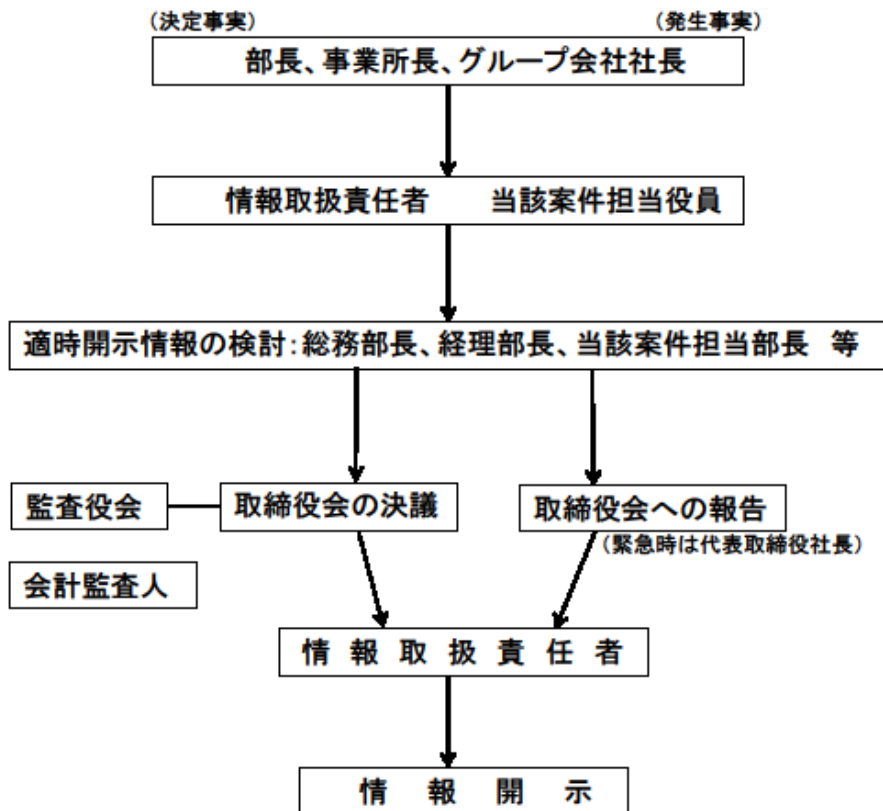 (決定事実) (発生事実)
部長、事業所長、グループ会社社長
情報取扱責任者 当該案件担当役員
適時開示情報の検討:総務部長、経理部長、当該案件担当部長 等
監査役会 取締役会の決議 取締役会への報告
(緊急時は代表取締役社長)
会計監査人
情報取扱責任者
情報開示